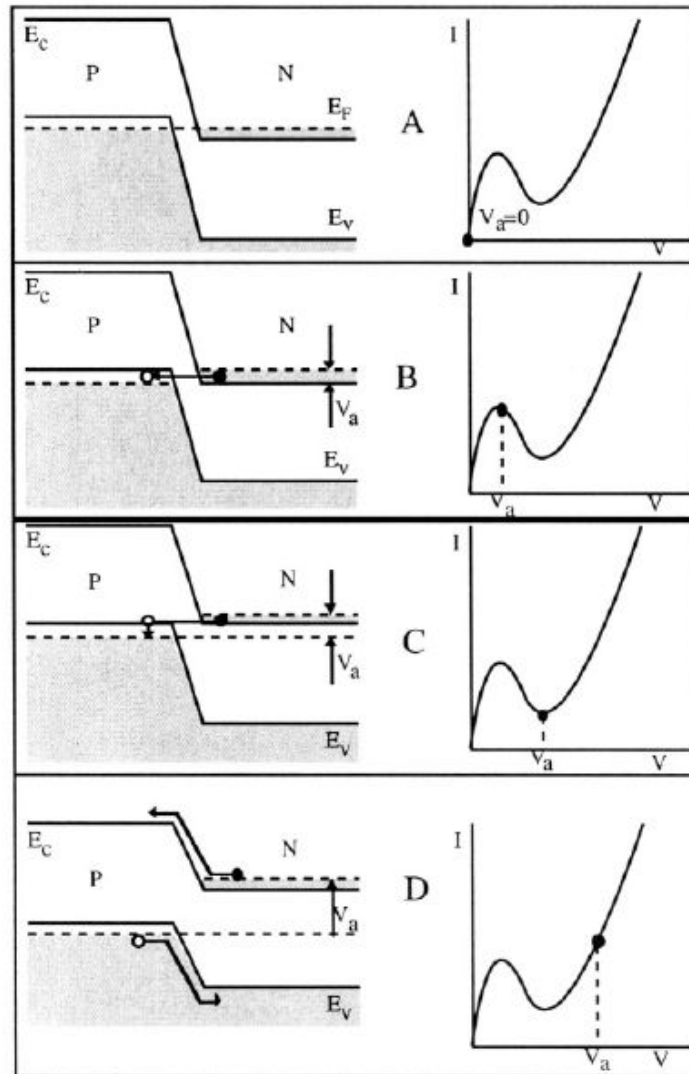 E_c I
P N
E_F
A
E_v V_a=0
V
E_c I
P N
B
V_a
E_v
V_a V
E_c I
P N
C
V_a
E_v
V_a V
E_c N I
P D
V_a
E_v
V_a V